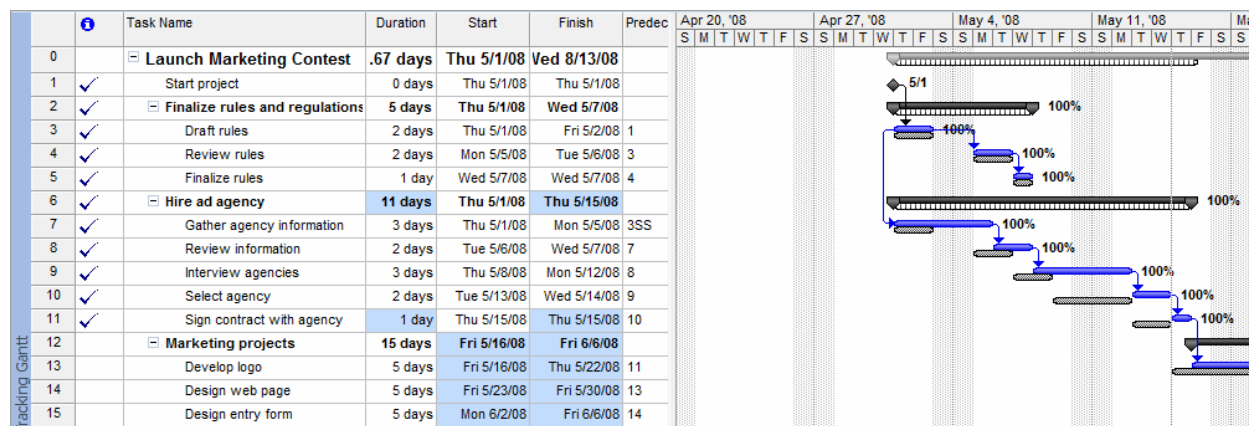 Task Name Duration Start Finish Predec Apr 20, '08 Apr 27, '08 May 4, '08 May 11, '08 Ma
S M T W T F S S M T W T F S S M T W T F S S M T W T F S S
0 Launch Marketing Contest .67 days Thu 5/1/08 Wed 8/13/08
1 Start project 0 days Thu 5/1/08 Thu 5/1/08 5/1
2 Finalize rules and regulations 5 days Thu 5/1/08 Wed 5/7/08 100%
3 Draft rules 2 days Thu 5/1/08 Fri 5/2/08 1 100%
4 Review rules 2 days Mon 5/5/08 Tue 5/6/08 3 100%
5 Finalize rules 1 day Wed 5/7/08 Wed 5/7/08 4 100%
6 Hire ad agency 11 days Thu 5/1/08 Thu 5/15/08 100%
7 Gather agency information 3 days Thu 5/1/08 Mon 5/5/08 3SS 100%
8 Review information 2 days Tue 5/6/08 Wed 5/7/08 7 100%
9 Interview agencies 3 days Thu 5/8/08 Mon 5/12/08 8 100%
10 Select agency 2 days Tue 5/13/08 Wed 5/14/08 9 100%
11 Sign contract with agency 1 day Thu 5/15/08 Thu 5/15/08 10 100%
12 Marketing projects 15 days Fri 5/16/08 Fri 6/6/08
13 Develop logo 5 days Fri 5/16/08 Thu 5/22/08 11
14 Design web page 5 days Fri 5/23/08 Fri 5/30/08 13
15 Design entry form 5 days Mon 6/2/08 Fri 6/6/08 14
racking Gantt